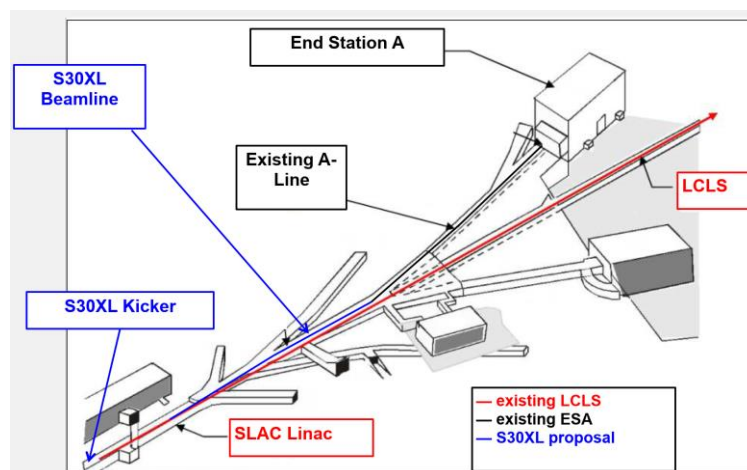 End Station A
S30XL
Beamline
Existing A-
Line
LCLS
S30XL Kicker
SLAC Linac
existing LCLS
existing ESA
S30XL proposal